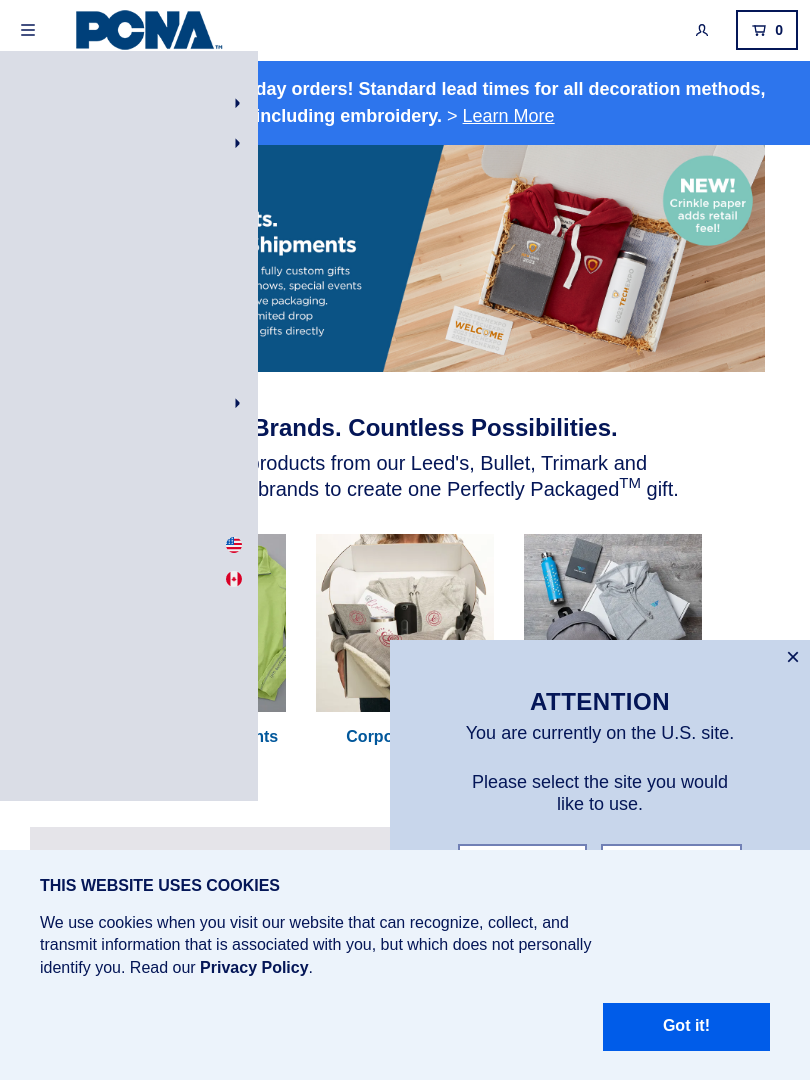 PCNA™
0
day orders! Standard lead times for all decoration methods,
including embroidery. > Learn More
ts.
Shipments
fully custom gifts
hows, special events
ve packaging.
mited drop
gifts directly
NEW!
Crinkle paper
adds retail
feel!
WELCOME
Brands. Countless Possibilities.
products from our Leed's, Bullet, Trimark and
brands to create one Perfectly Packaged™ gift.
nts
Corpo
×
ATTENTION
You are currently on the U.S. site.
Please select the site you would
like to use.
THIS WEBSITE USES COOKIES
We use cookies when you visit our website that can recognize, collect, and
transmit information that is associated with you, but which does not personally
identify you. Read our Privacy Policy.
Got it!